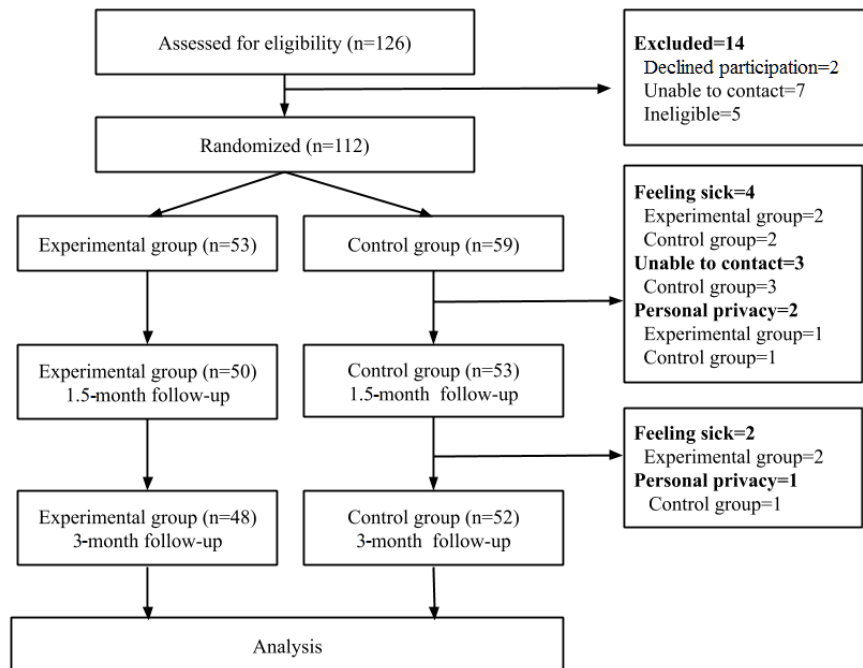 Assessed for eligibility (n=126)
Excluded=14
Declined participation=2
Unable to contact=7
Ineligible=5
Randomized (n=112)
Experimental group (n=53)
Control group (n=59)
Feeling sick=4
Experimental group=2
Control group=2
Unable to contact=3
Control group=3
Personal privacy=2
Experimental group=1
Control group=1
Experimental group (n=50)
1.5-month follow-up
Control group (n=53)
1.5-month follow-up
Feeling sick=2
Experimental group=2
Personal privacy=1
Control group=1
Experimental group (n=48)
3-month follow-up
Control group (n=52)
3-month follow-up
Analysis